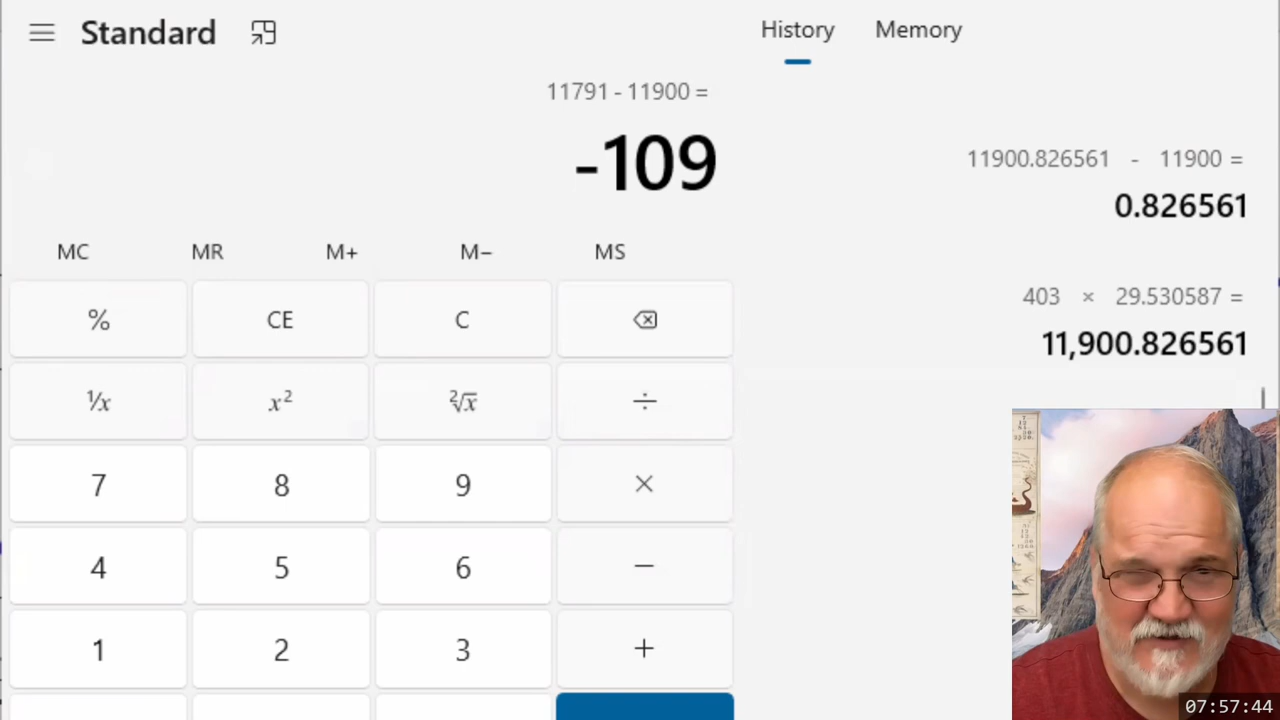 Standard
History Memory
11791 - 11900 =
-109
11900.826561 - 11900 =
0.826561
403 × 29.530587 =
11,900.826561
MC MR M+ M− MS
% CE C
⅟x x² ²√x ÷
7 8 9 ×
4 5 6 −
1 2 3 +
07:57:44